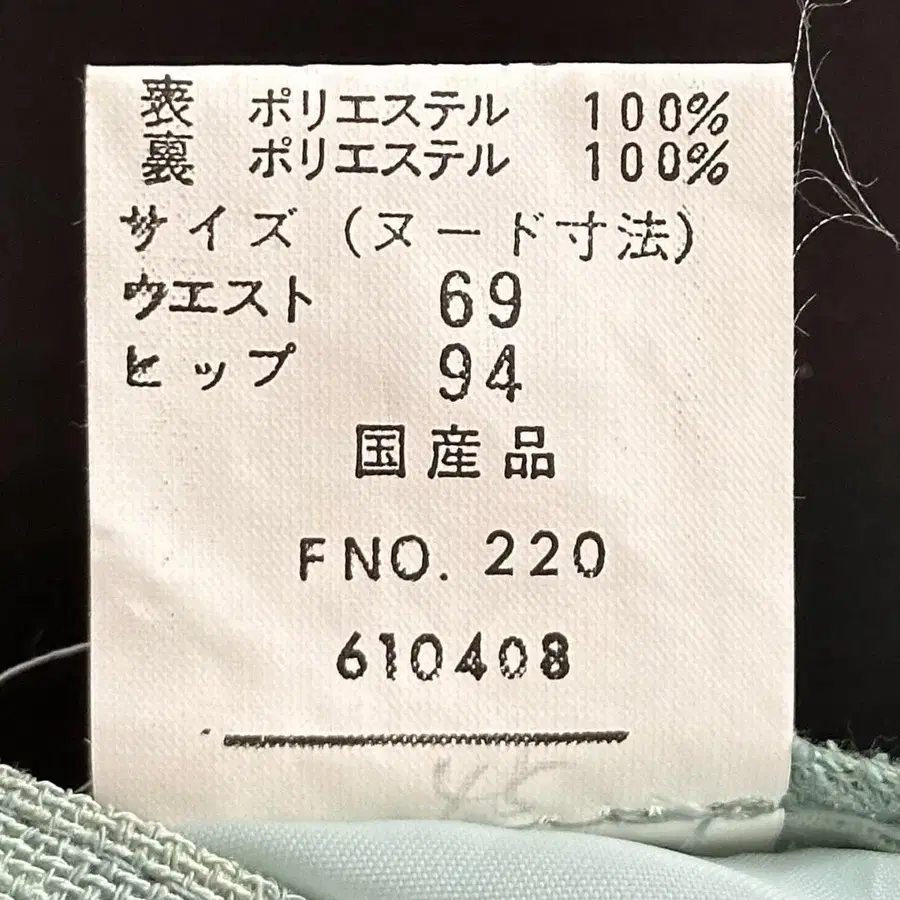 表 ポリエステル 100%
裏 ポリエステル 100%
サイズ (ヌード寸法)
ウエスト 69
ヒップ 94
国産品
FNO. 220
610408